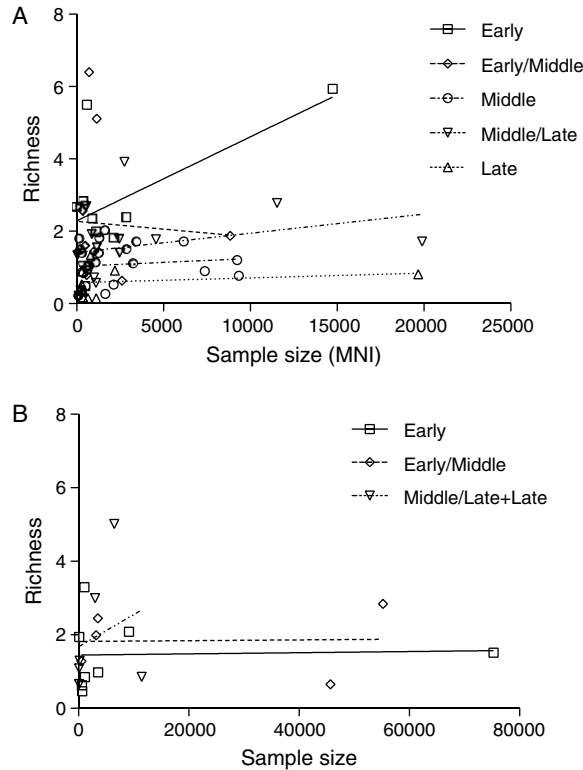 A
8
6
4
2
0
Richness
0
5000
10000
15000
20000
25000
Sample size (MNI)
Early
Early/Middle
Middle
Middle/Late
Late
B
8
6
4
2
0
Richness
0
20000
40000
60000
80000
Sample size
Early
Early/Middle
Middle/Late+Late